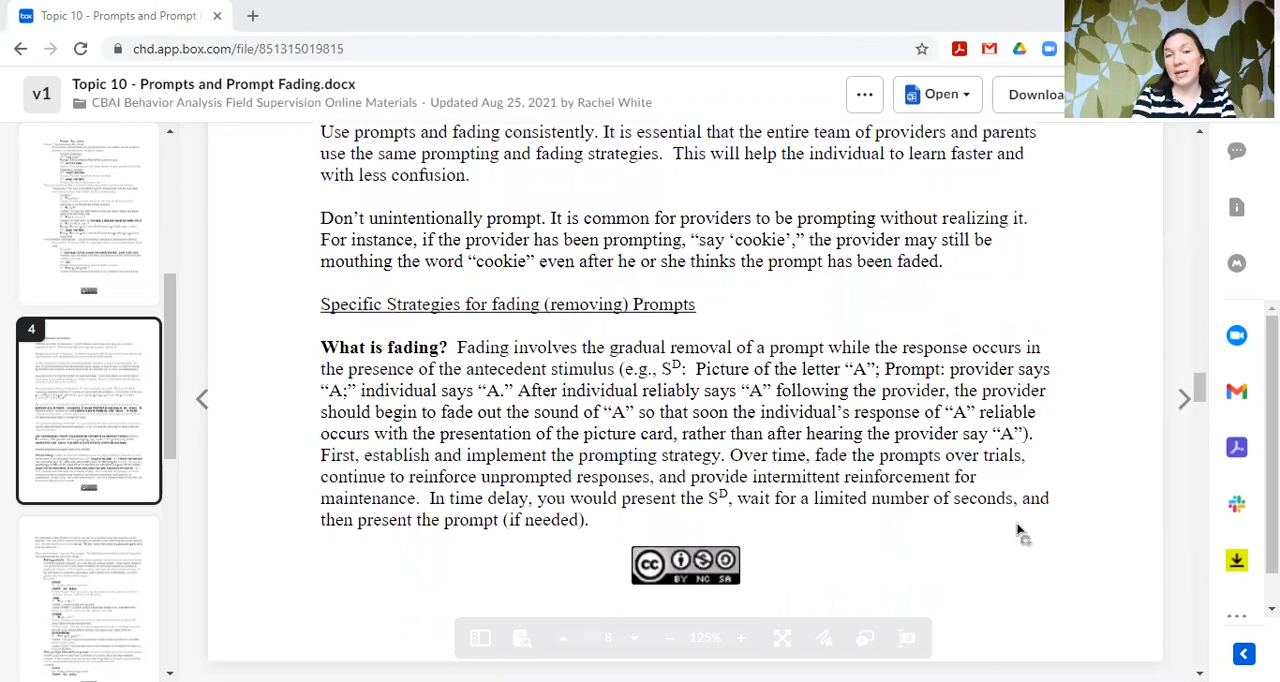 Topic 10 - Prompts and Prompt F
chd.app.box.com/file/851315019815
v1
Topic 10 - Prompts and Prompt Fading.docx
CBAI Behavior Analysis Field Supervision Online Materials · Updated Aug 25, 2021 by Rachel White
Open
Downloa
Use prompts and fading consistently. It is essential that the entire team of providers and parents
use the same prompting and fading strategies. This will help the individual to learn faster and
with less confusion.
Don't unintentionally prompt. It is common for providers to be prompting without realizing it.
For instance, if the provider has been prompting "say 'cookie'," the provider may still be
mouthing the word "cookie" even after he or she thinks the prompt has been faded.
Specific Strategies for fading (removing) Prompts
What is fading? Fading involves the gradual removal of a prompt while the response occurs in
the presence of the antecedent stimulus (e.g., SD: Picture of the letter "A"; Prompt: provider says
"A"; individual says "A". After individual reliably says "A" following the provider, the provider
should begin to fade out the sound of "A" so that soon the individual's response of "A" reliable
occurs with the presentation of the picture card, rather than after hearing the provider say "A").
First, establish and implement the prompting strategy. Once met, fade the prompts over trials,
continue to reinforce unprompted responses, and provide intermittent reinforcement for
maintenance. In time delay, you would present the SD, wait for a limited number of seconds, and
then present the prompt (if needed).
cc
BY NC SA
4
8
125%